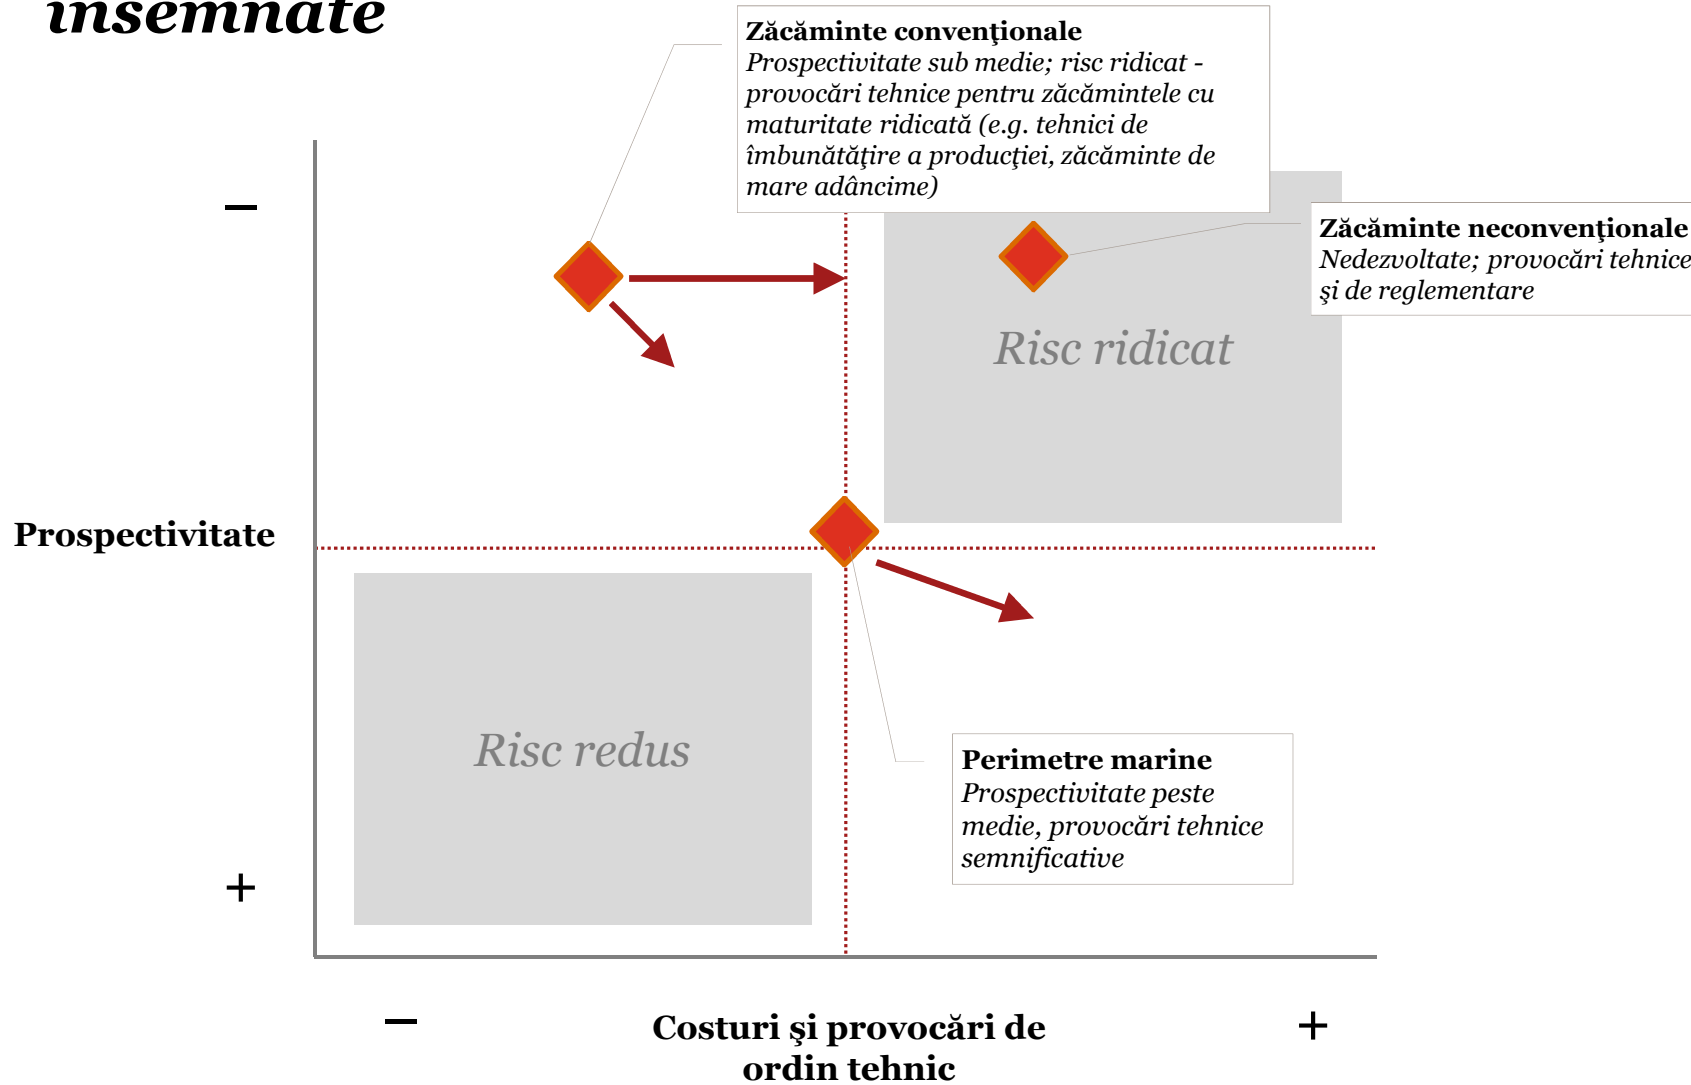 însemnate
Zăcăminte convenţionale
Prospectivitate sub medie; risc ridicat -
provocări tehnice pentru zăcămintele cu
maturitate ridicată (e.g. tehnici de
îmbunătăţire a producţiei, zăcăminte de
mare adâncime)
–
Zăcăminte neconvenţionale
Nedezvoltate; provocări tehnice
şi de reglementare
Risc ridicat
Prospectivitate
Risc redus
Perimetre marine
Prospectivitate peste
medie, provocări tehnice
semnificative
+
–
Costuri şi provocări de
ordin tehnic
+